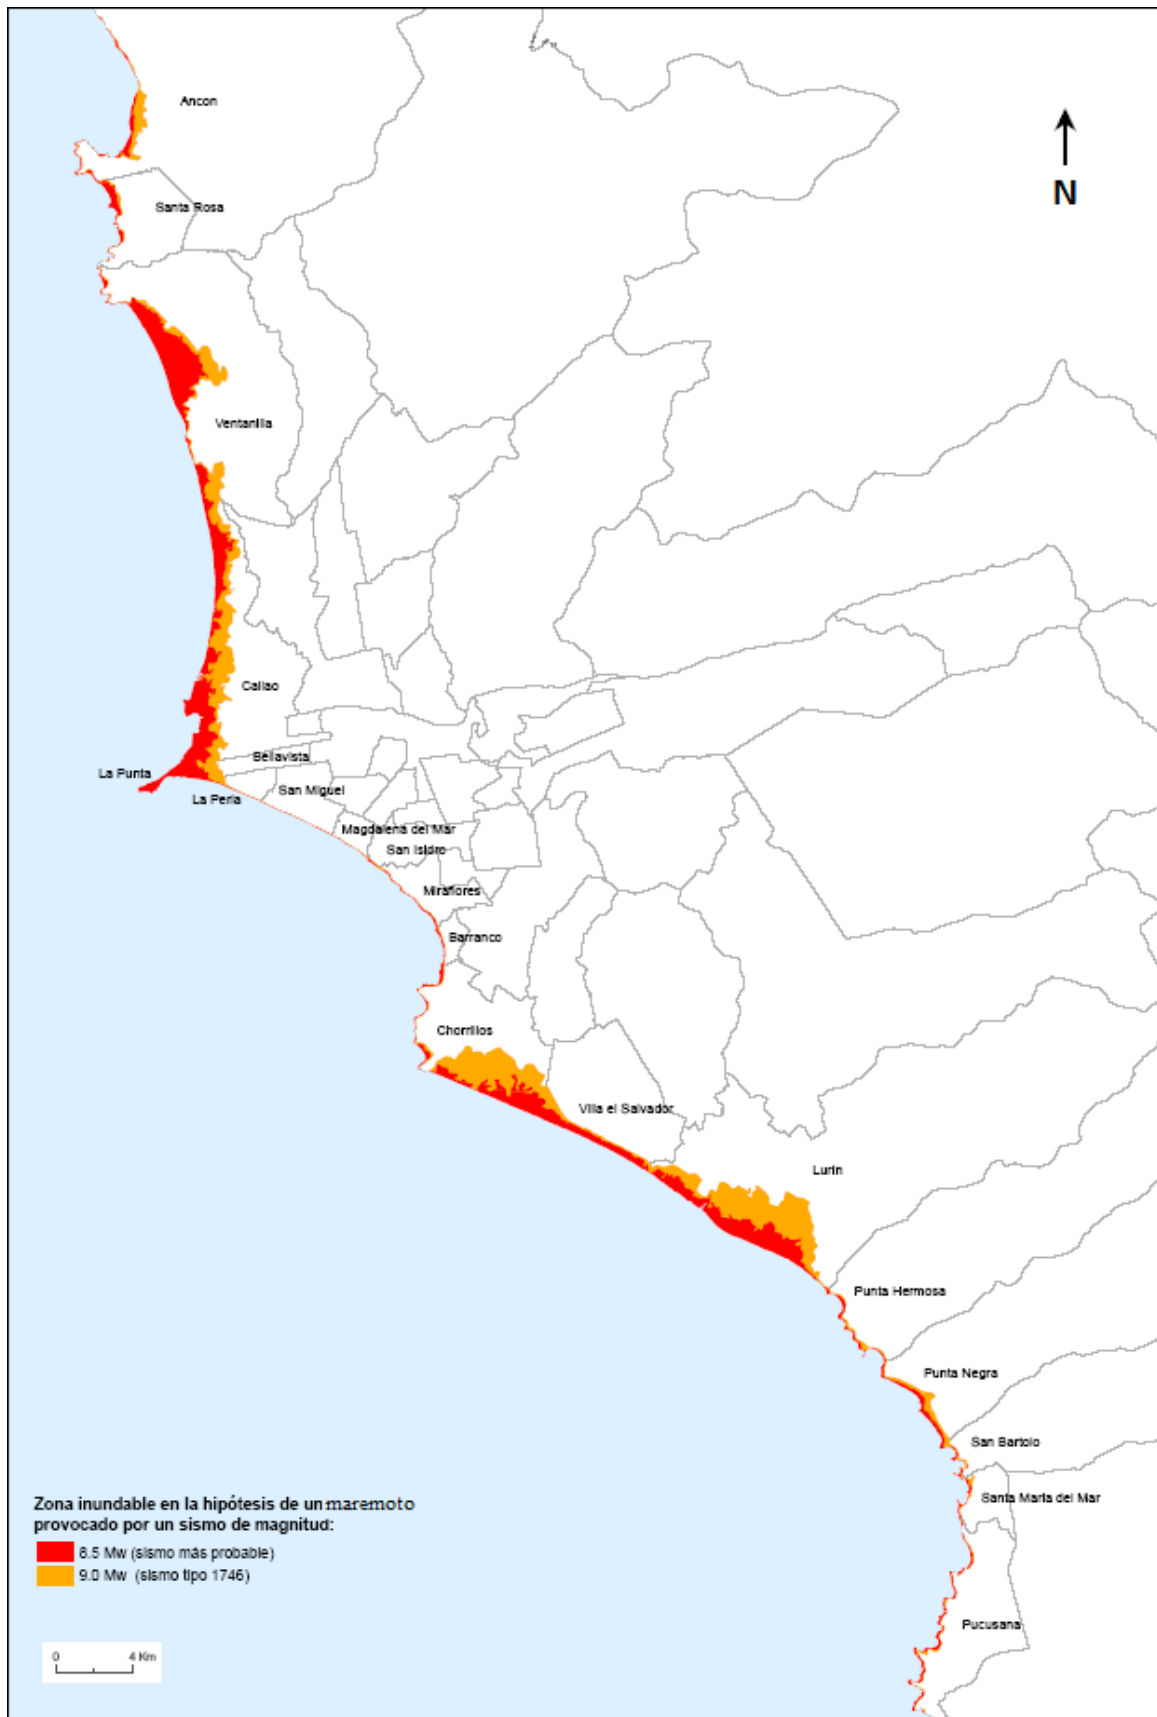 Ancon
N
Santa Rosa
Ventanilla
Callao
Bellavista
La Punta
San Miguel
La Perla
Magdalena del Mar
San Isidro
Miraflores
Barranco
Chorrillos
Villa el Salvador
Lurin
Punta Hermosa
Punta Negra
San Bartolo
Santa Maria del Mar
Pucusana
Zona inundable en la hipótesis de un maremoto
provocado por un sismo de magnitud:
8.5 Mw (sismo más probable)
9.0 Mw (sismo tipo 1746)
0 4 Km